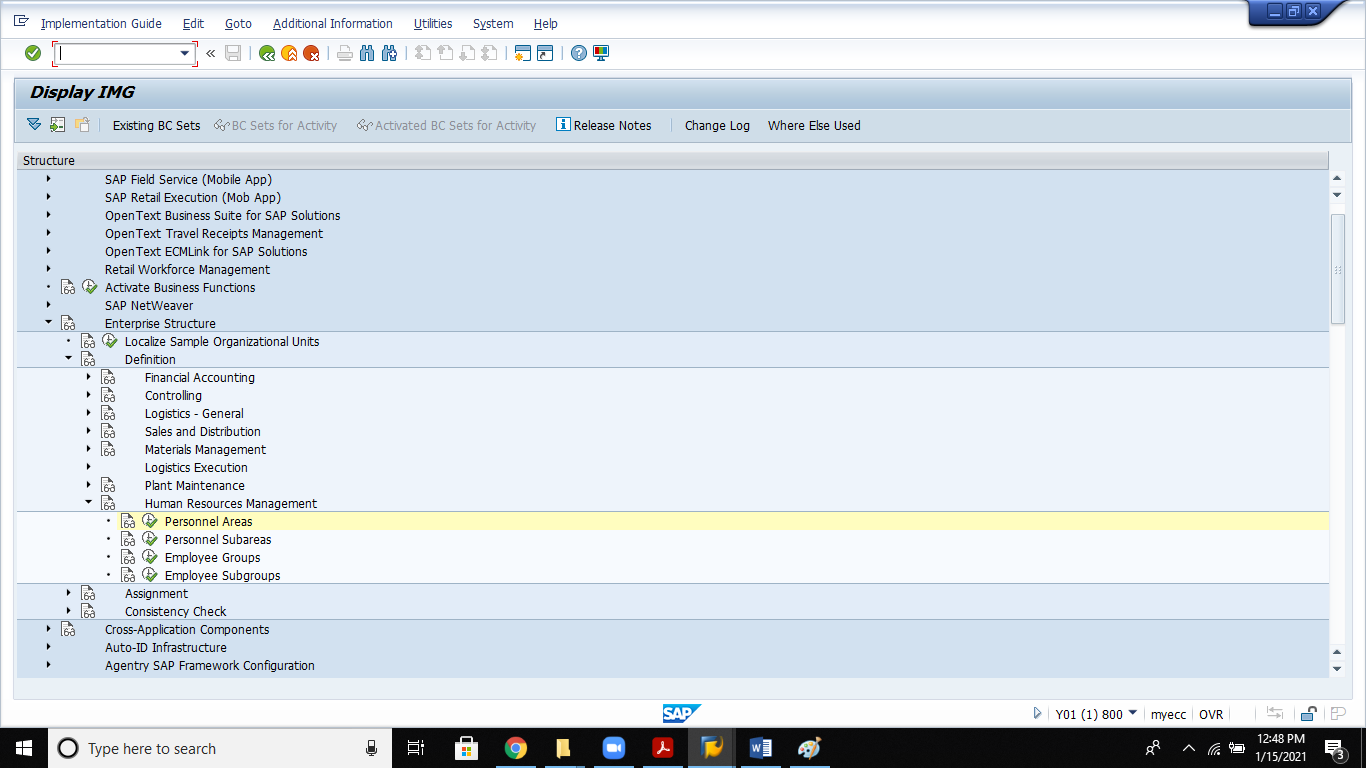 Implementation Guide Edit Goto Additional Information Utilities System Help
Display IMG
Existing BC Sets BC Sets for Activity Activated BC Sets for Activity Release Notes Change Log Where Else Used
Structure
SAP Field Service (Mobile App)
SAP Retail Execution (Mob App)
OpenText Business Suite for SAP Solutions
OpenText Travel Receipts Management
OpenText ECMLink for SAP Solutions
Retail Workforce Management
Activate Business Functions
SAP NetWeaver
Enterprise Structure
Localize Sample Organizational Units
Definition
Financial Accounting
Controlling
Logistics - General
Sales and Distribution
Materials Management
Logistics Execution
Plant Maintenance
Human Resources Management
Personnel Areas
Personnel Subareas
Employee Groups
Employee Subgroups
Assignment
Consistency Check
Cross-Application Components
Auto-ID Infrastructure
Agentry SAP Framework Configuration
SAP Y01 (1) 800 myecc OVR
Type here to search
12:48 PM
1/15/2021
3